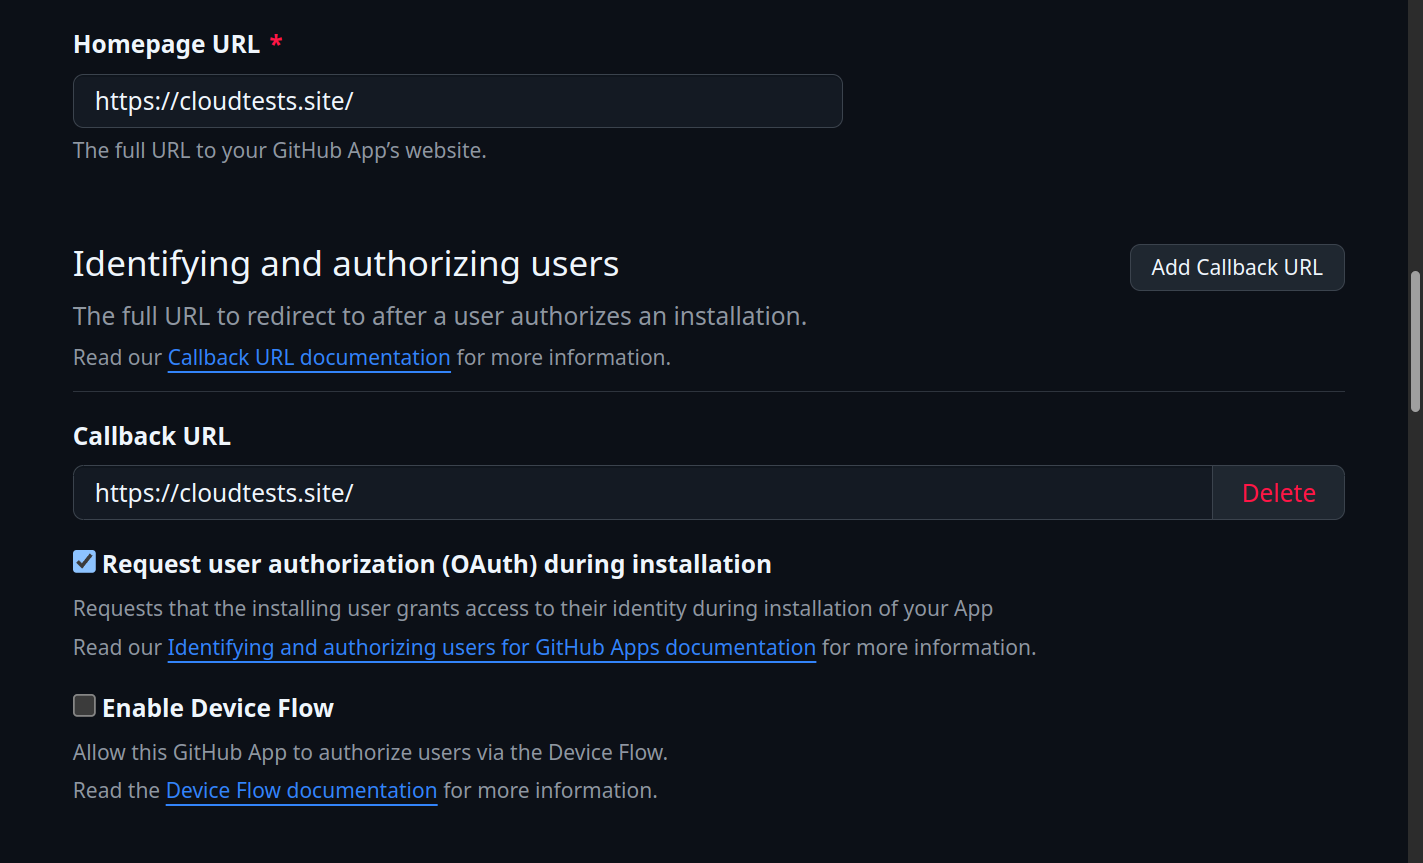 Homepage URL *
https://cloudtests.site/
The full URL to your GitHub App’s website.
Identifying and authorizing users
Add Callback URL
The full URL to redirect to after a user authorizes an installation.
Read our Callback URL documentation for more information.
Callback URL
https://cloudtests.site/
Delete
Request user authorization (OAuth) during installation
Requests that the installing user grants access to their identity during installation of your App
Read our Identifying and authorizing users for GitHub Apps documentation for more information.
Enable Device Flow
Allow this GitHub App to authorize users via the Device Flow.
Read the Device Flow documentation for more information.